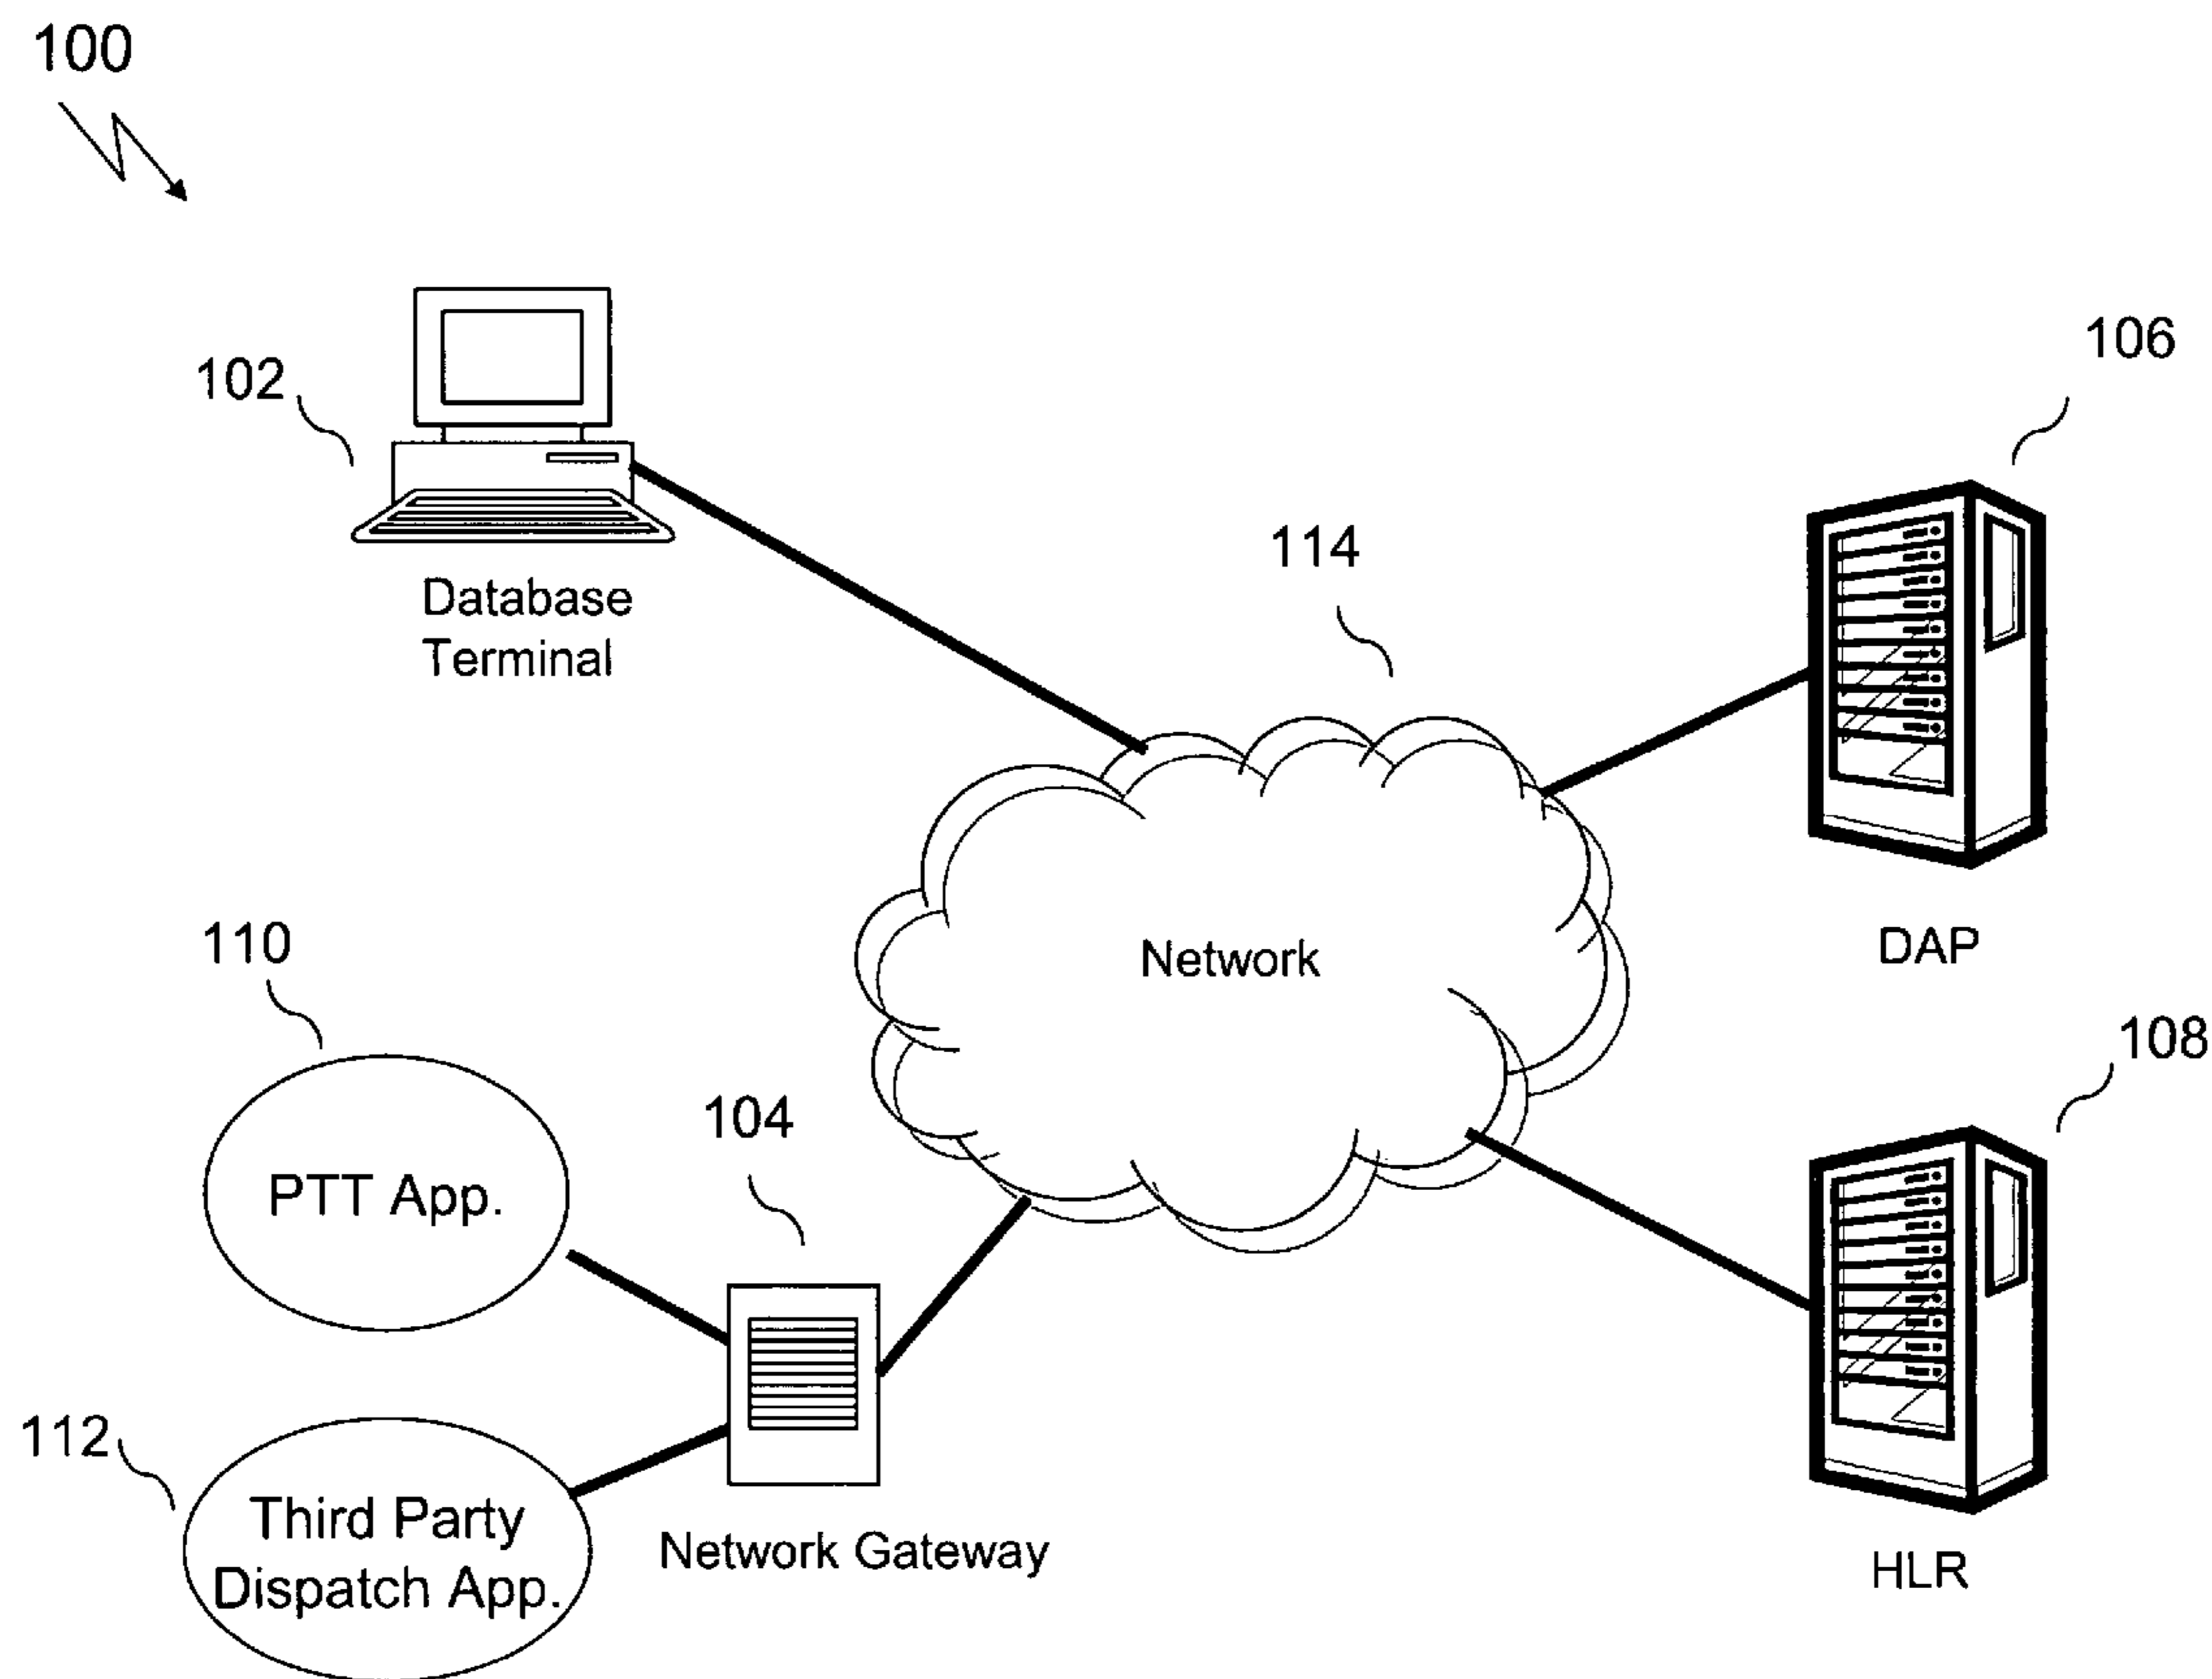 100
102
Database
Terminal
106
114
DAP
Network
110
PTT App.
104
108
112
Third Party
Dispatch App.
Network Gateway
HLR